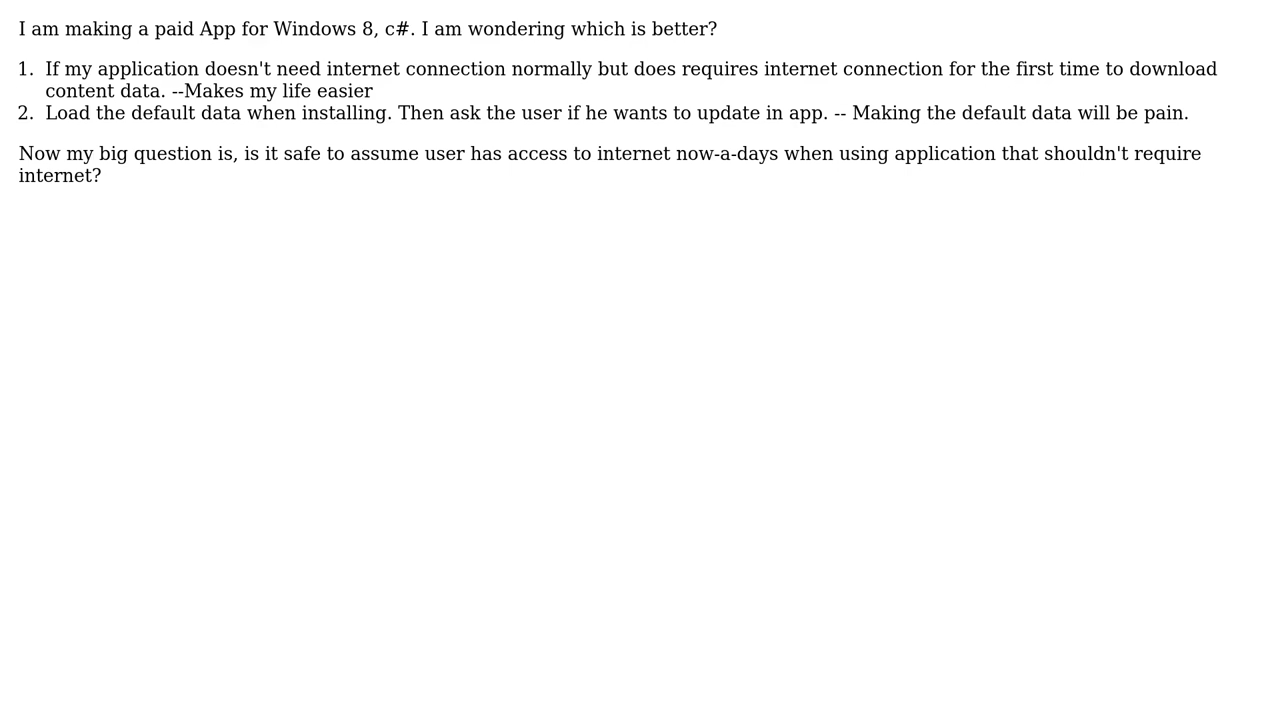 I am making a paid App for Windows 8, c#. I am wondering which is better?
1. If my application doesn't need internet connection normally but does requires internet connection for the first time to download
content data. --Makes my life easier
2. Load the default data when installing. Then ask the user if he wants to update in app. -- Making the default data will be pain.
Now my big question is, is it safe to assume user has access to internet now-a-days when using application that shouldn't require
internet?